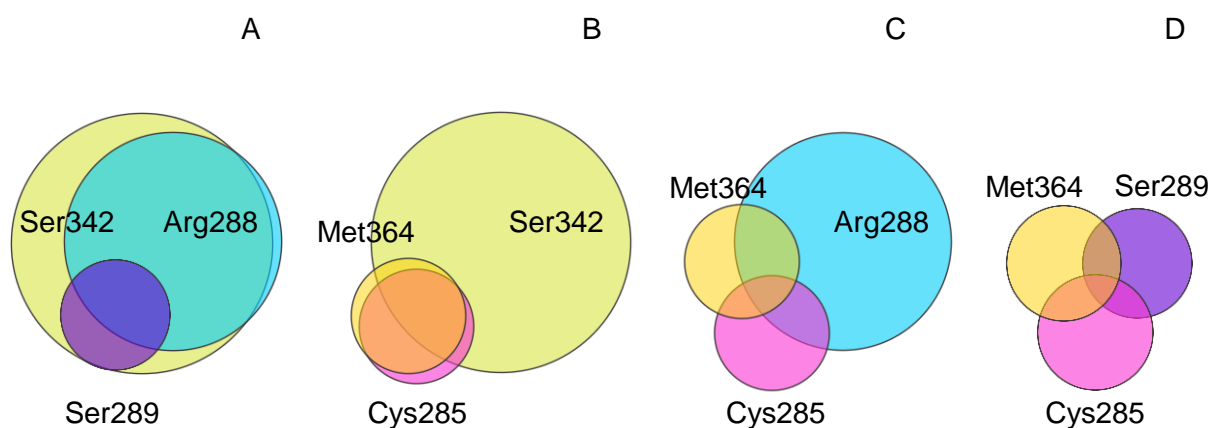 A
B
C
D
Ser342
Arg288
Ser289
Met364
Ser342
Cys285
Met364
Arg288
Cys285
Met364
Ser289
Cys285